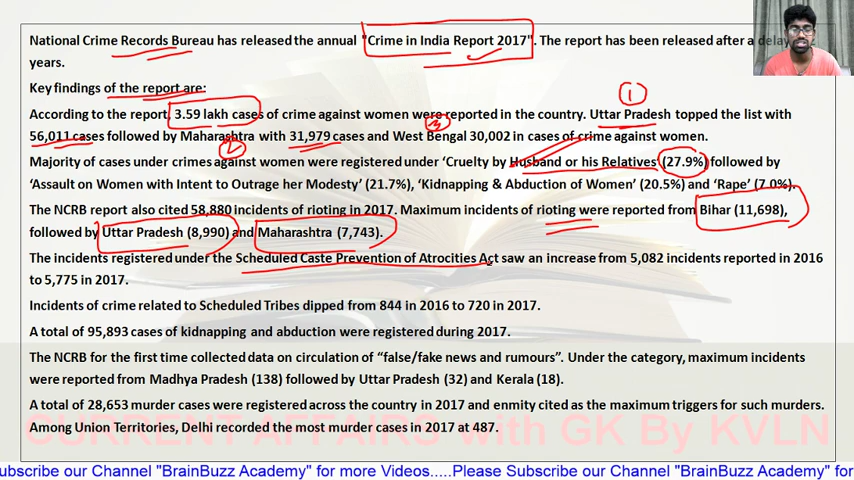 National Crime Records Bureau has released the annual "Crime in India Report 2017". The report has been released after a delay
years.
Key findings of the report are:
According to the report, 3.59 lakh cases of crime against women were reported in the country. Uttar Pradesh topped the list with
56,011 cases followed by Maharashtra with 31,979 cases and West Bengal 30,002 in cases of crime against women.
Majority of cases under crimes against women were registered under 'Cruelty by Husband or his Relatives' (27.9%) followed by
'Assault on Women with Intent to Outrage her Modesty' (21.7%), 'Kidnapping & Abduction of Women' (20.5%) and 'Rape' (7.0%).
The NCRB report also cited 58,880 incidents of rioting in 2017. Maximum incidents of rioting were reported from Bihar (11,698),
followed by Uttar Pradesh (8,990) and Maharashtra (7,743).
The incidents registered under the Scheduled Caste Prevention of Atrocities Act saw an increase from 5,082 incidents reported in 2016
to 5,775 in 2017.
Incidents of crime related to Scheduled Tribes dipped from 844 in 2016 to 720 in 2017.
A total of 95,893 cases of kidnapping and abduction were registered during 2017.
The NCRB for the first time collected data on circulation of "false/fake news and rumours". Under the category, maximum incidents
were reported from Madhya Pradesh (138) followed by Uttar Pradesh (32) and Kerala (18).
A total of 28,653 murder cases were registered across the country in 2017 and enmity cited as the maximum triggers for such murders.
Among Union Territories, Delhi recorded the most murder cases in 2017 at 487.
CURRENT AFFAIRS with GK By KVLN
ubscribe our Channel "BrainBuzz Academy" for more Videos.....Please Subscribe our Channel "BrainBuzz Academy" for
1
2
3